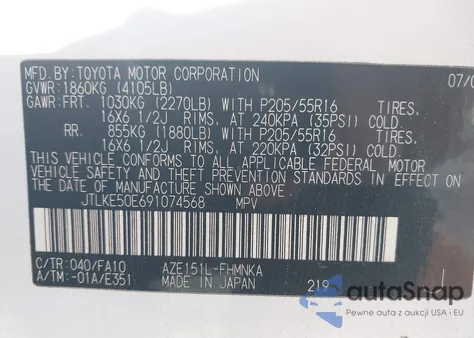 MFD.BY:TOYOTA MOTOR CORPORATION 07/0
GVWR:1860KG (4105LB)
GAWR:FRT. 1030KG (2270LB) WITH P205/55R16 TIRES,
16X6 1/2J RIMS, AT 240KPA (35PSI) COLD.
RR. 855KG (1880LB) WITH P205/55R16 TIRES,
16X6 1/2J RIMS, AT 220KPA (32PSI) COLD.
THIS VEHICLE CONFORMS TO ALL APPLICABLE FEDERAL MOTOR
VEHICLE SAFETY STANDARDS IN EFFECT ON THE DATE OF
MANUFACTURE SHOWN ABOVE.
JTLKE50E691074568 MPV
C/TR:040/FA10 AZE151L-FHMNKA
A/TM:-01A/E351 MADE IN JAPAN 219
autoSnap
Pewne auta z aukcji USA i EU